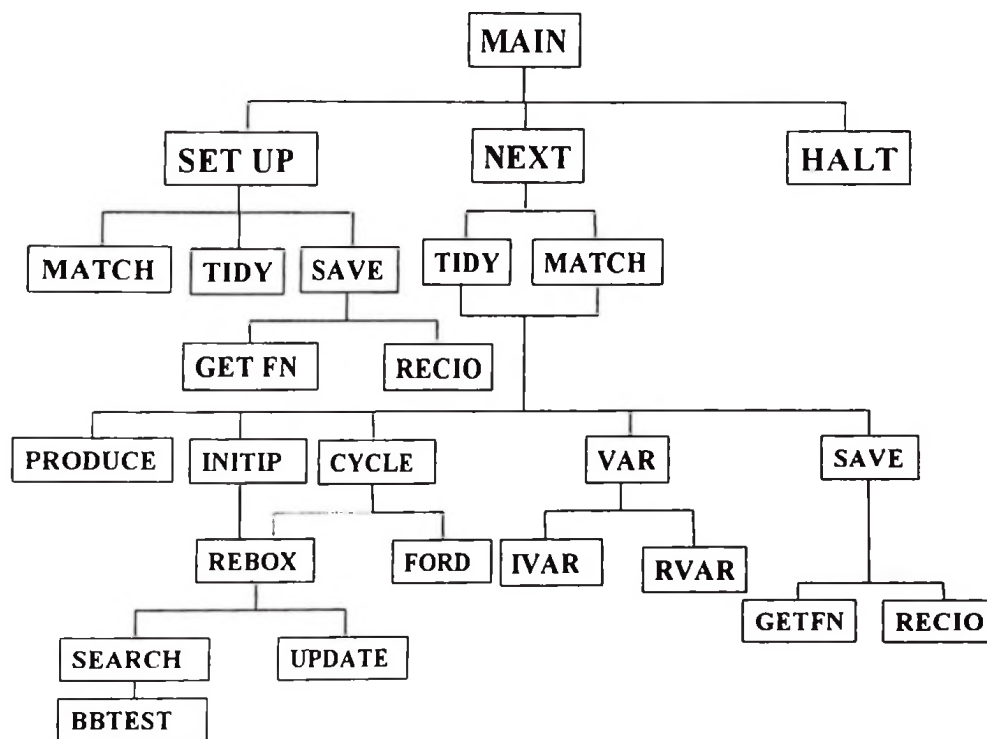 MAIN
SET UP
NEXT
HALT
MATCH
TIDY
SAVE
TIDY
MATCH
GET FN
RECIO
PRODUCE
INITIP
CYCLE
VAR
SAVE
REBOX
FORD
IVAR
RVAR
GETFN
RECIO
SEARCH
UPDATE
BBTEST